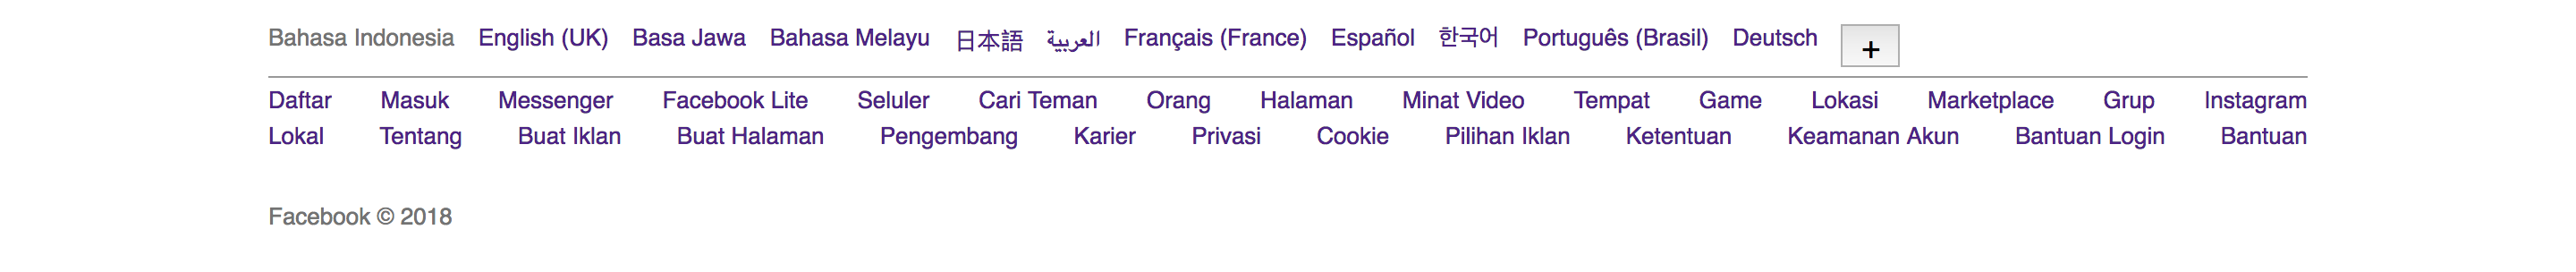 Bahasa Indonesia English (UK) Basa Jawa Bahasa Melayu 日本語 العربية Français (France) Español 한국어 Português (Brasil) Deutsch +
Daftar Masuk Messenger Facebook Lite Seluler Cari Teman Orang Halaman Minat Video Tempat Game Lokasi Marketplace Grup Instagram
Lokal Tentang Buat Iklan Buat Halaman Pengembang Karier Privasi Cookie Pilihan Iklan Ketentuan Keamanan Akun Bantuan Login Bantuan
Facebook © 2018